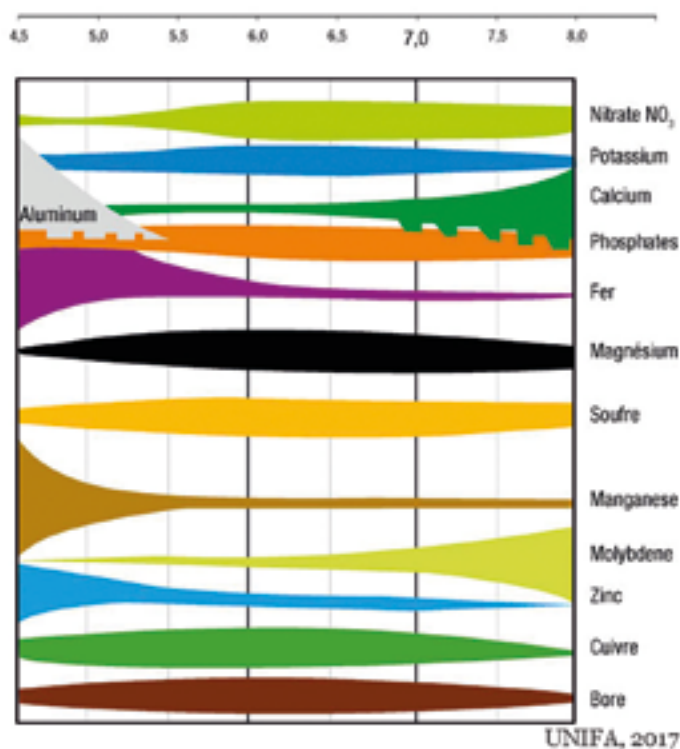 4,5 5,0 5,5 6,0 6,5 7,0 7,5 8,0
Nitrate NO3
Potassium
Calcium
Aluminum
Phosphates
Fer
Magnésium
Soufre
Manganese
Molybdene
Zinc
Cuivre
Bore
UNIFA, 2017